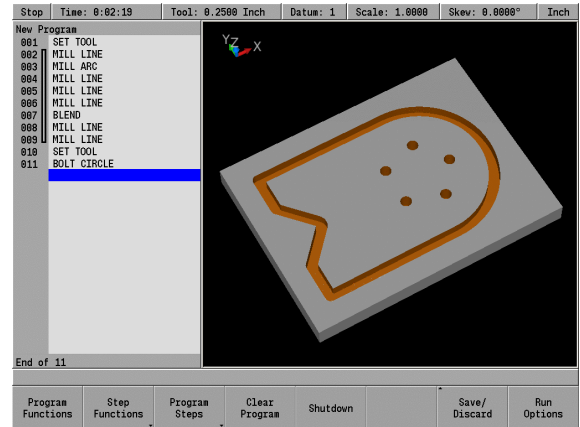 Stop Time: 0:02:19 Tool: 0.2500 Inch Datum: 1 Scale: 1.0000 Skew: 0.0000° Inch
New Program
001 SET TOOL
002 MILL LINE
003 MILL ARC
004 MILL LINE
005 MILL LINE
006 MILL LINE
007 BLEND
008 MILL LINE
009 MILL LINE
010 SET TOOL
011 BOLT CIRCLE
Y Z X
End of 11
Program Functions
Step Functions
Program Steps
Clear Program
Shutdown
Save/ Discard
Run Options